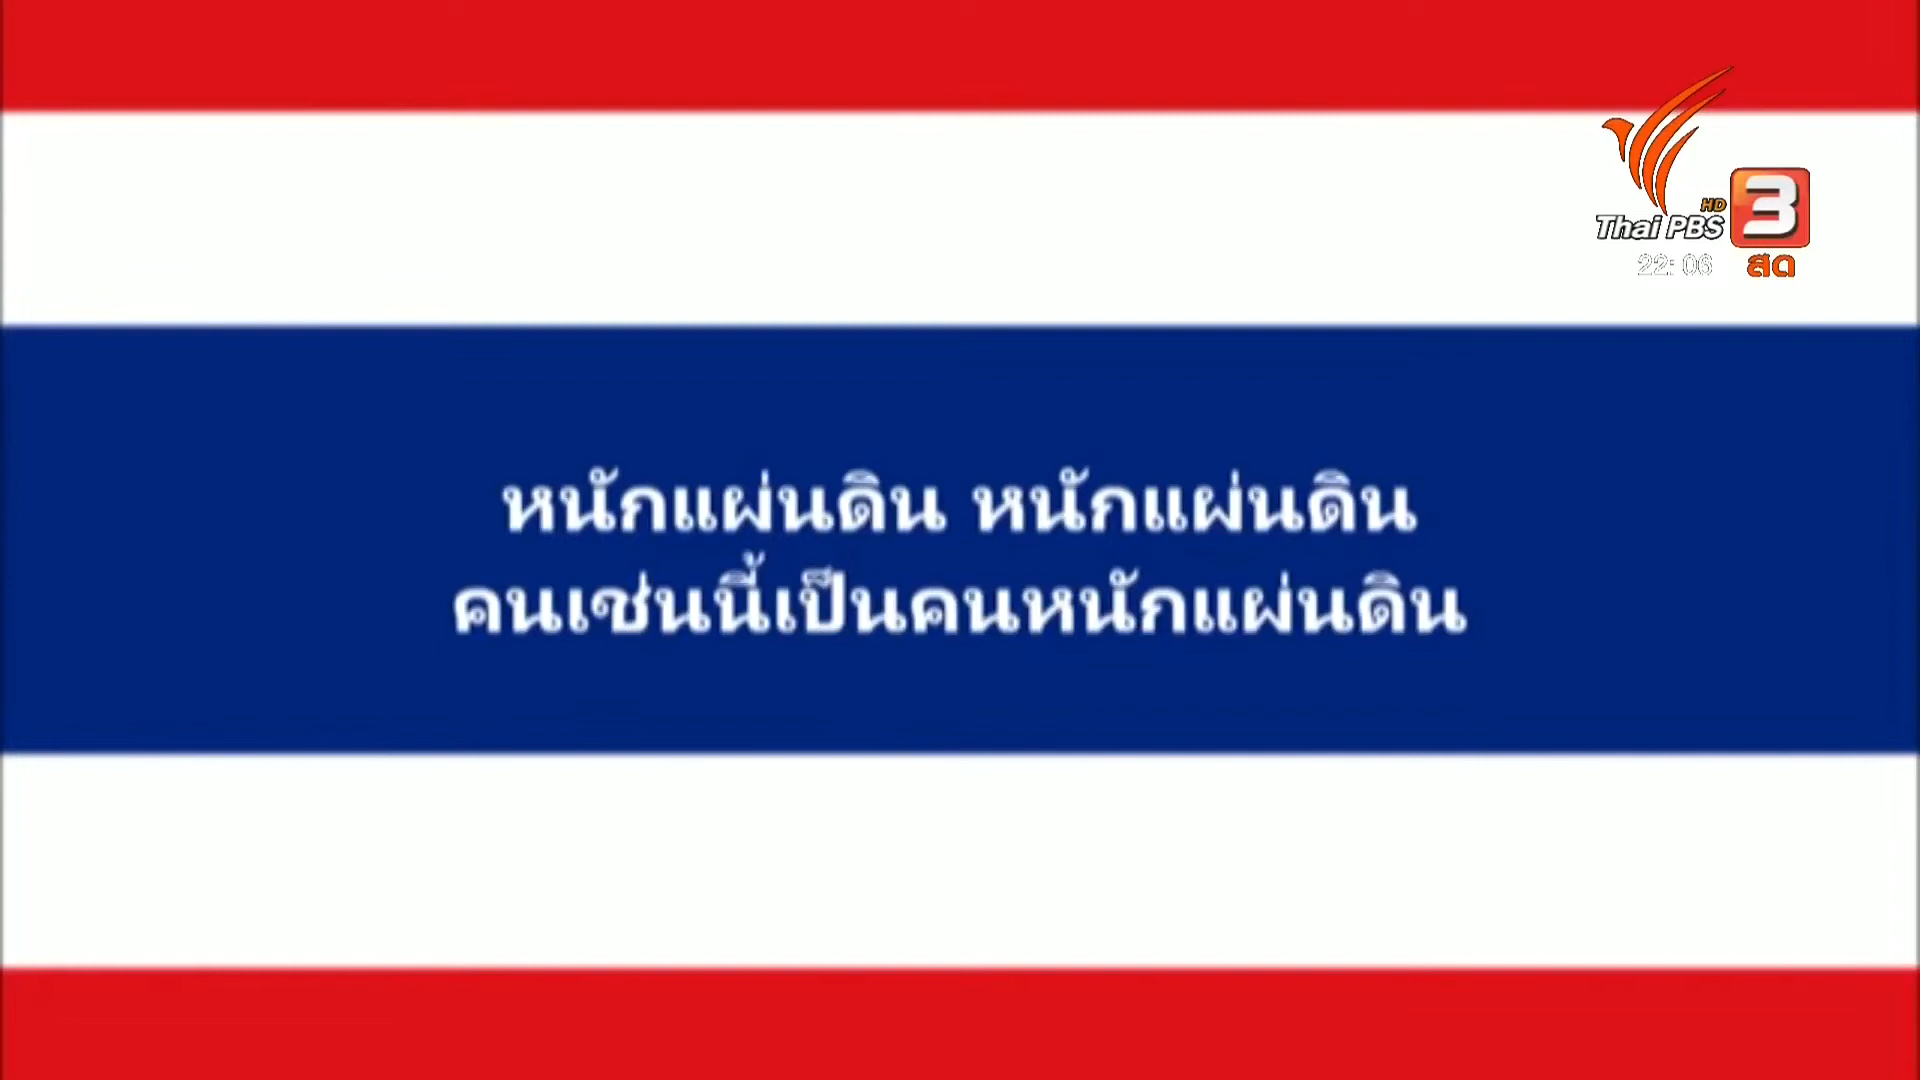 HD
Thai PBS 3
22: 06 สด
หนักแผ่นดิน หนักแผ่นดิน
คนเช่นนี้เป็นคนหนักแผ่นดิน